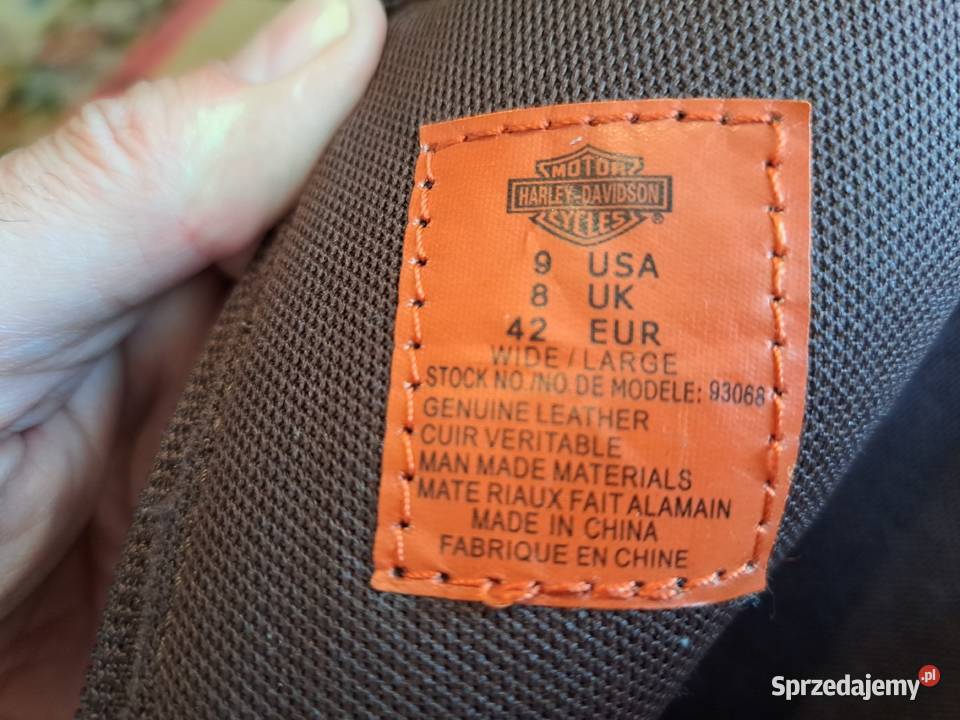 MOTOR
HARLEY-DAVIDSON
CYCLES ®
9 USA
8 UK
42 EUR
WIDE/LARGE
STOCK NO./NO.DE MODELE: 93068
GENUINE LEATHER
CUIR VERITABLE
MAN MADE MATERIALS
MATE RIAUX FAIT ALAMAIN
MADE IN CHINA
FABRIQUE EN CHINE
Sprzedajemy.pl